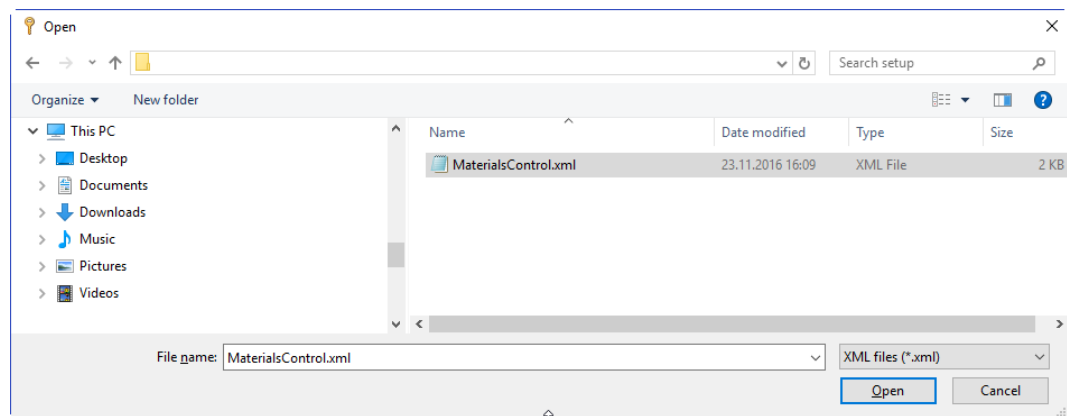 Open
Search setup
Organize New folder
This PC
Desktop
Documents
Downloads
Music
Pictures
Videos
Name Date modified Type Size
MaterialsControl.xml 23.11.2016 16:09 XML File 2 KB
File name: MaterialsControl.xml XML files (*.xml)
Open Cancel